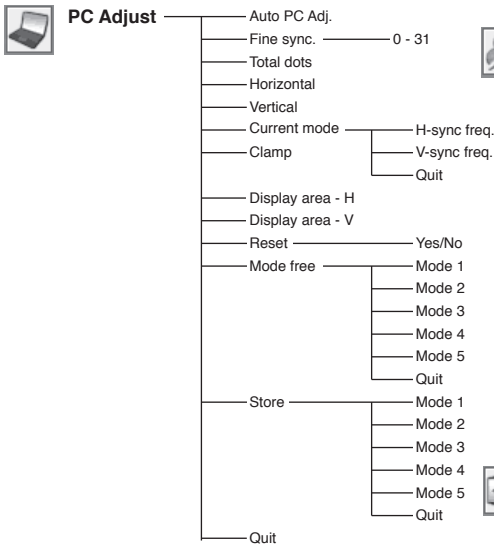 PC Adjust
Auto PC Adj.
Fine sync. 0 - 31
Total dots
Horizontal
Vertical
Current mode H-sync freq.
Clamp V-sync freq.
Quit
Display area - H
Display area - V
Reset Yes/No
Mode free Mode 1
Mode 2
Mode 3
Mode 4
Mode 5
Quit
Store Mode 1
Mode 2
Mode 3
Mode 4
Mode 5
Quit
Quit